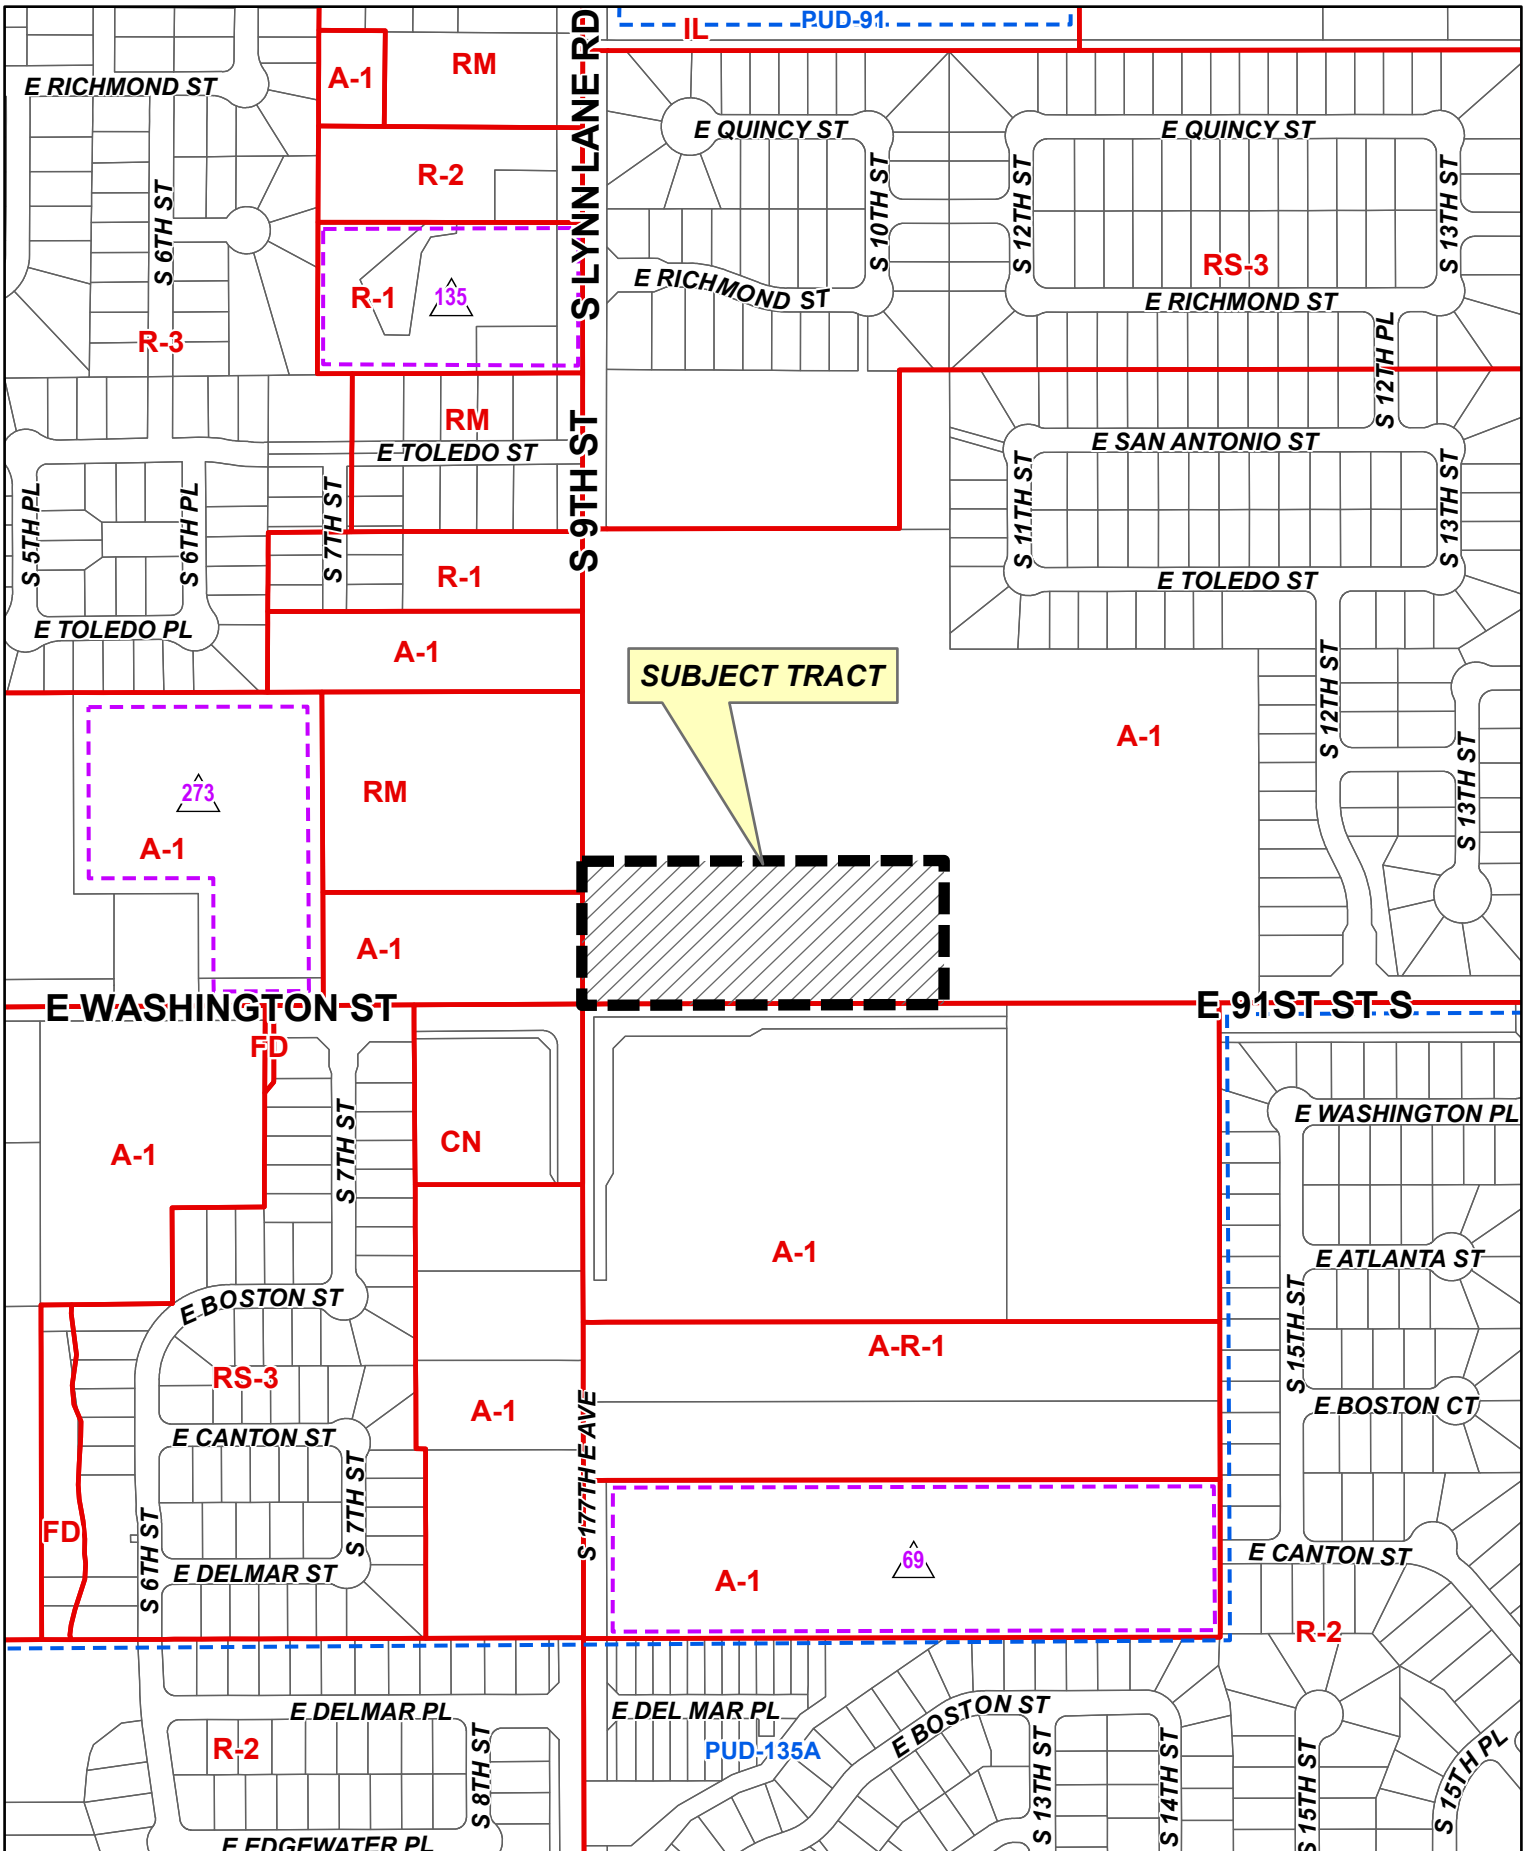 PUD-91
IL
S LYNN LANE RD
RM
A-1
E RICHMOND ST
E QUINCY ST
E QUINCY ST
S 10TH ST
S 12TH ST
S 13TH ST
R-2
S 6TH ST
RS-3
E RICHMOND ST
E RICHMOND ST
R-1
135
R-3
S 12TH PL
RM
E TOLEDO ST
S 9TH ST
E SAN ANTONIO ST
S 11TH ST
S 13TH ST
S 5TH PL
S 6TH PL
S 7TH ST
R-1
E TOLEDO ST
E TOLEDO PL
A-1
SUBJECT TRACT
S 12TH ST
A-1
S 13TH ST
273
RM
A-1
A-1
E WASHINGTON ST
E 91ST ST S
FD
E WASHINGTON PL
CN
A-1
S 7TH ST
A-1
E ATLANTA ST
E BOSTON ST
S 15TH ST
A-R-1
RS-3
E BOSTON CT
A-1
S 177TH E AVE
E CANTON ST
S 7TH ST
FD
S 6TH ST
E DELMAR ST
69
A-1
E CANTON ST
R-2
E DELMAR PL
E DEL MAR PL
E BOSTON ST
PUD-135A
R-2
S 8TH ST
S 13TH ST
S 14TH ST
S 15TH ST
S 15TH PL
E EDGEWATER PL